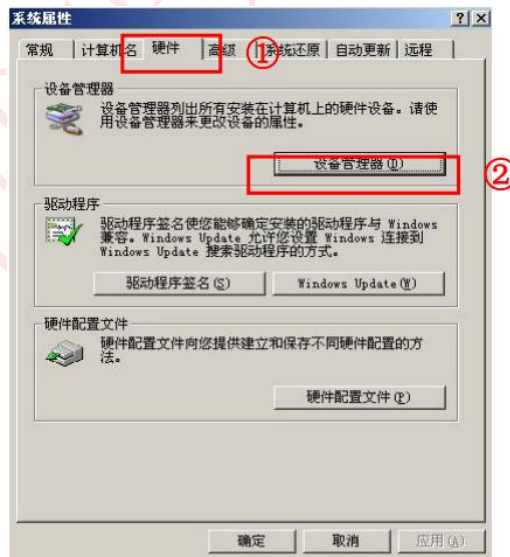 系统属性
常规 计算机名 硬件 高级 ① 系统还原 自动更新 远程
设备管理器
设备管理器列出所有安装在计算机上的硬件设备。请使
用设备管理器来更改设备的属性。
设备管理器(D)
②
驱动程序
驱动程序签名使您能够确定安装的驱动程序与 Windows
兼容。Windows Update 允许您设置 Windows 连接到
Windows Update 搜索驱动程序的方式。
驱动程序签名(S) Windows Update(W)
硬件配置文件
硬件配置文件向您提供建立和保存不同硬件配置的方
法。
硬件配置文件(P)
确定 取消 应用(A)